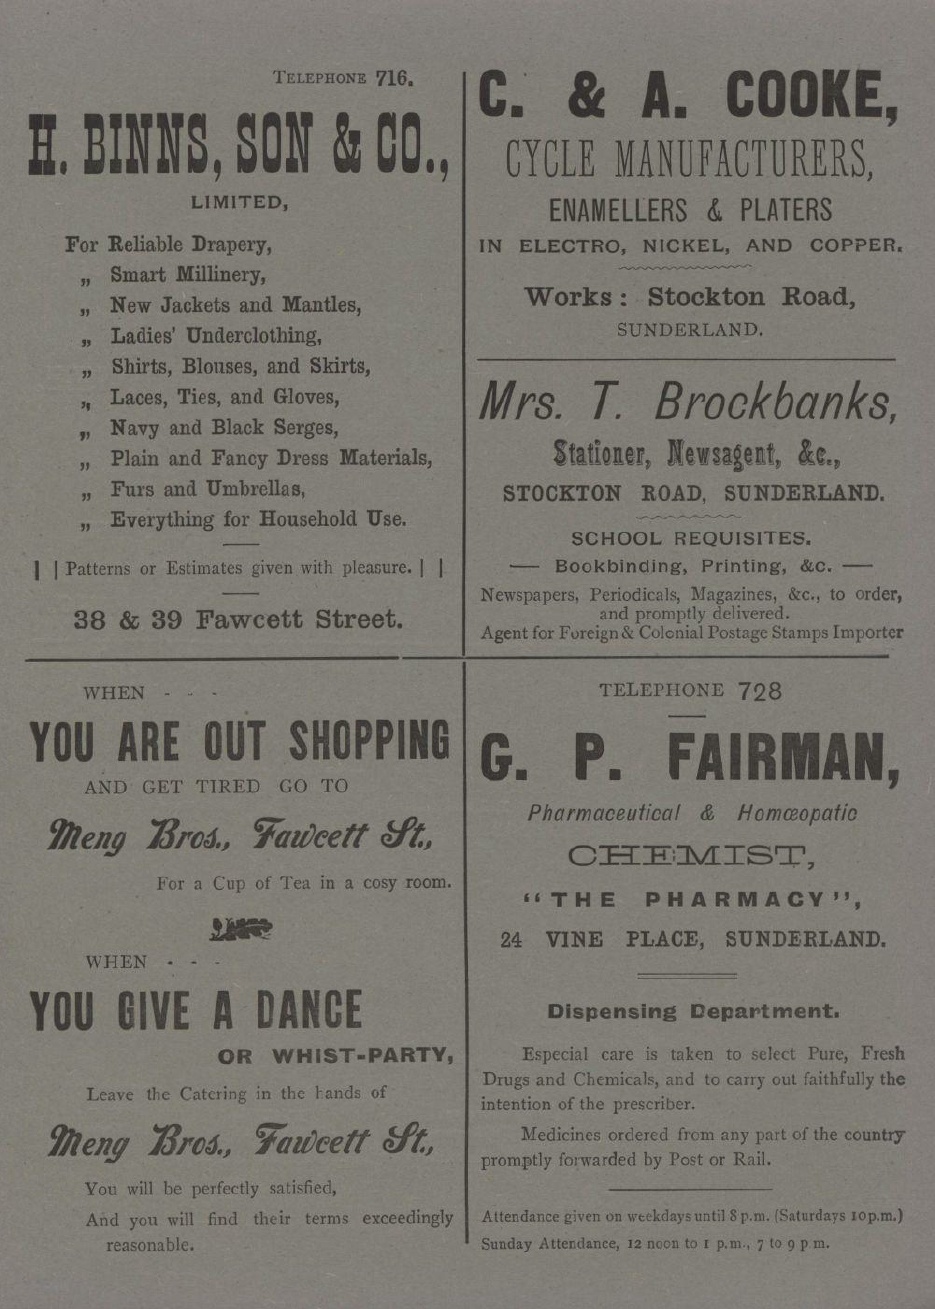 TELEPHONE 716.
H. BINNS, SON & CO.,
LIMITED,
For Reliable Drapery,
„ Smart Millinery,
„ New Jackets and Mantles,
„ Ladies' Underclothing,
„ Shirts, Blouses, and Skirts,
„ Laces, Ties, and Gloves,
„ Navy and Black Serges,
„ Plain and Fancy Dress Materials,
„ Furs and Umbrellas,
„ Everything for Household Use.
Patterns or Estimates given with pleasure.
38 & 39 Fawcett Street.
C. & A. COOKE,
CYCLE MANUFACTURERS,
ENAMELLERS & PLATERS
IN ELECTRO, NICKEL, AND COPPER.
Works: Stockton Road,
SUNDERLAND.
Mrs. T. Brockbanks,
Stationer, Newsagent, &c.,
STOCKTON ROAD, SUNDERLAND.
SCHOOL REQUISITES.
— Bookbinding, Printing, &c. —
Newspapers, Periodicals, Magazines, &c., to order,
and promptly delivered.
Agent for Foreign & Colonial Postage Stamps Importer
WHEN - - -
YOU ARE OUT SHOPPING
AND GET TIRED GO TO
Meng Bros., Fawcett St.,
For a Cup of Tea in a cosy room.
WHEN - - -
YOU GIVE A DANCE
OR WHIST-PARTY,
Leave the Catering in the hands of
Meng Bros., Fawcett St.,
You will be perfectly satisfied,
And you will find their terms exceedingly
reasonable.
TELEPHONE 728
G. P. FAIRMAN,
Pharmaceutical & Homœopatic
CHEMIST,
"THE PHARMACY",
24 VINE PLACE, SUNDERLAND.
Dispensing Department.
Especial care is taken to select Pure, Fresh
Drugs and Chemicals, and to carry out faithfully the
intention of the prescriber.
Medicines ordered from any part of the country
promptly forwarded by Post or Rail.
Attendance given on weekdays until 8 p.m. (Saturdays 10 p.m.)
Sunday Attendance, 12 noon to 1 p.m., 7 to 9 p.m.